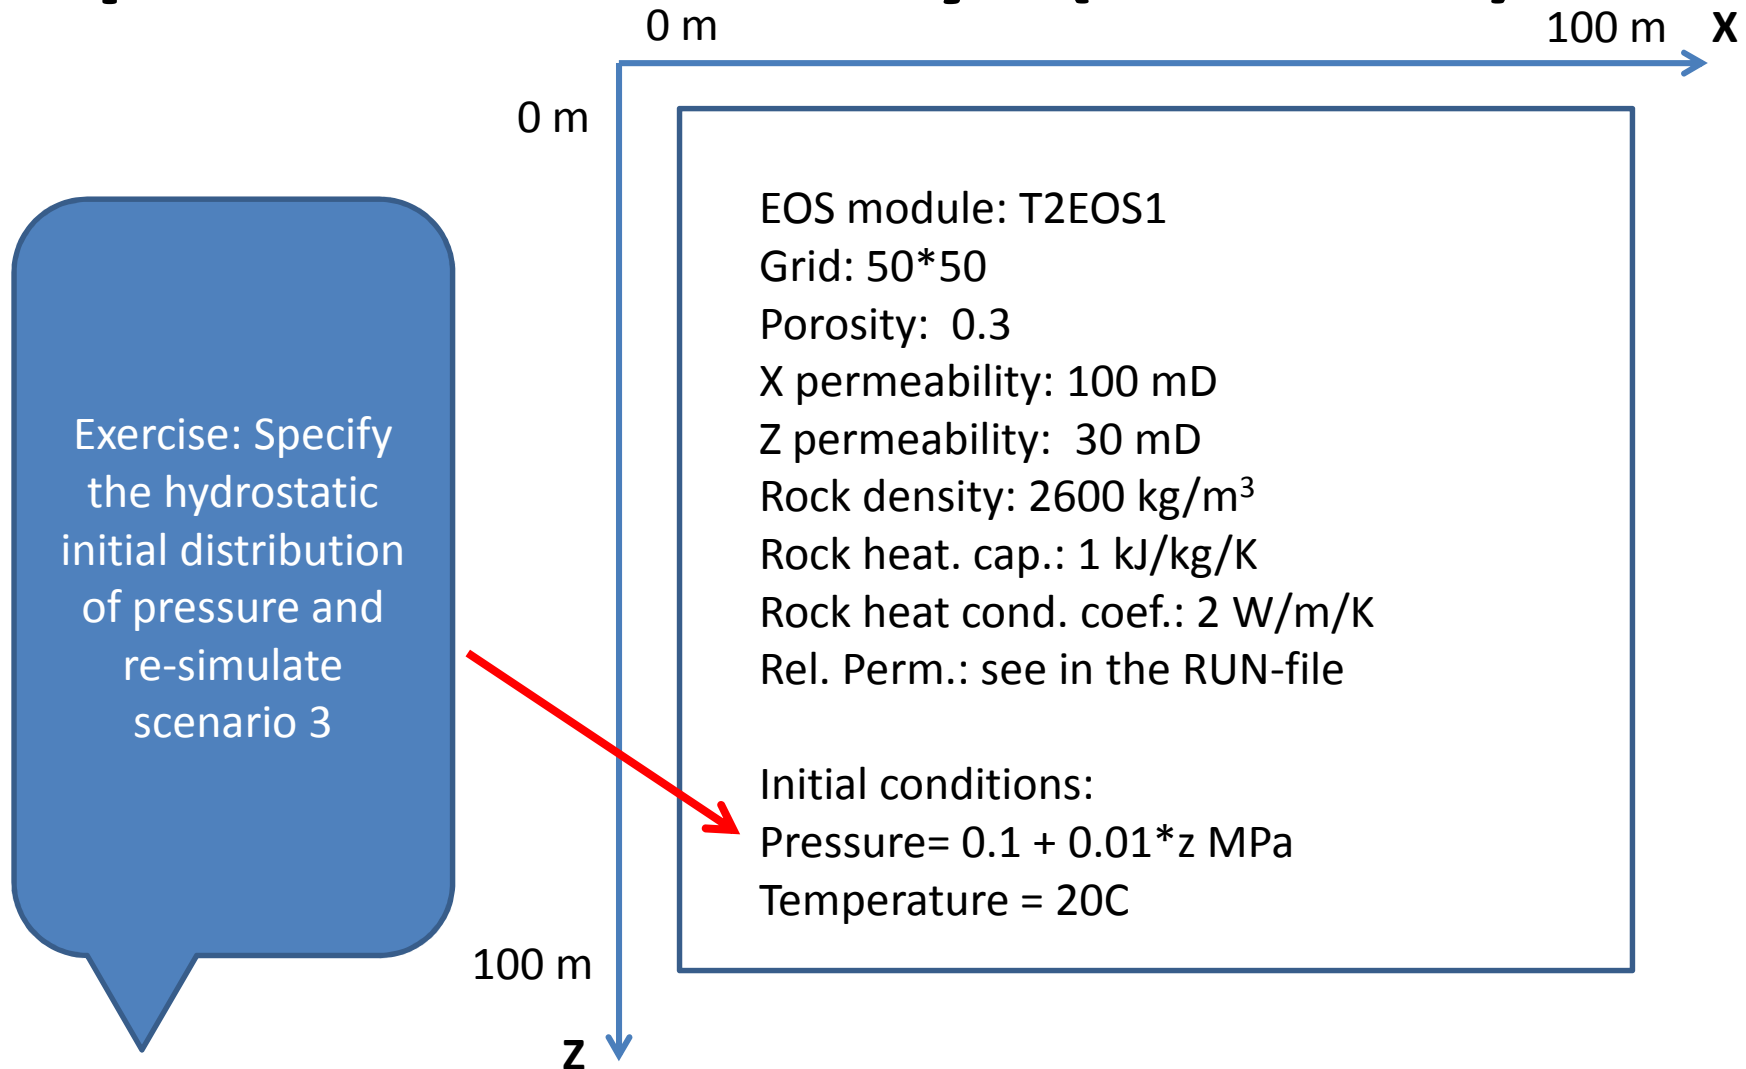 0 m
100 m
X
0 m
EOS module: T2EOS1
Grid: 50*50
Porosity:  0.3
X permeability: 100 mD
Z permeability:  30 mD
Rock density: 2600 kg/m³
Rock heat. cap.: 1 kJ/kg/K
Rock heat cond. coef.: 2 W/m/K
Rel. Perm.: see in the RUN-file
Initial conditions:
Pressure= 0.1 + 0.01*z MPa
Temperature = 20C
Exercise: Specify
the hydrostatic
initial distribution
of pressure and
re-simulate
scenario 3
100 m
Z